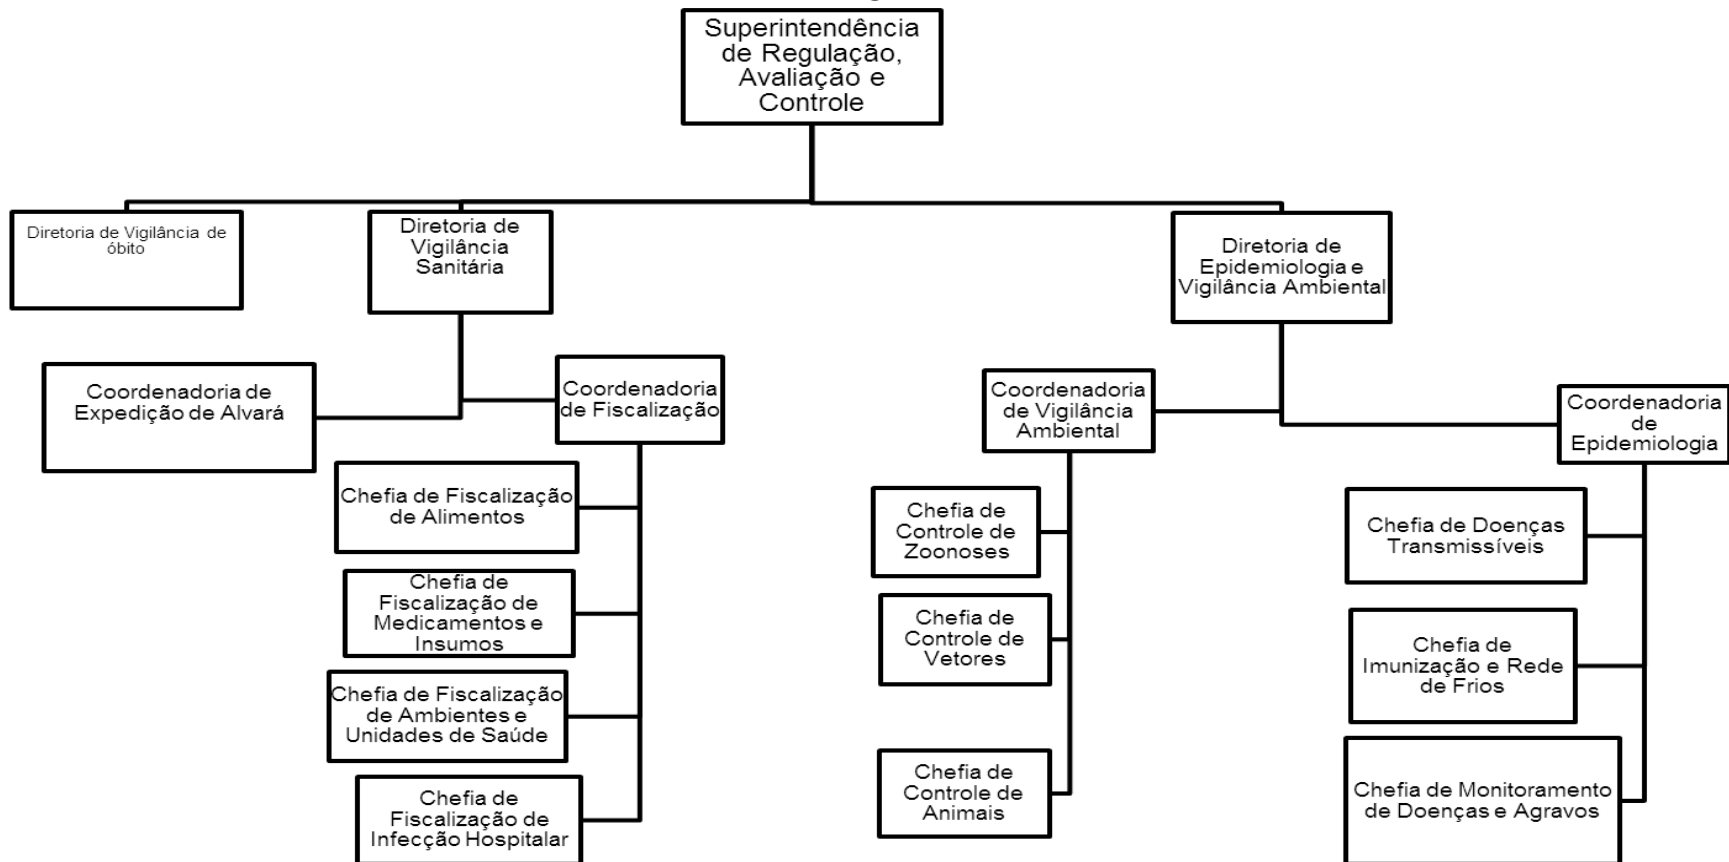 Superintendência
de Regulação,
Avaliação e
Controle
Diretoria de Vigilância de
óbito
Diretoria de
Vigilância
Sanitária
Diretoria de
Epidemiologia e
Vigilância Ambiental
Coordenadoria de
Expedição de Alvará
Coordenadoria
de Fiscalização
Coordenadoria
de Vigilância
Ambiental
Coordenadoria
de
Epidemiologia
Chefia de Fiscalização
de Alimentos
Chefia de
Fiscalização de
Medicamentos e
Insumos
Chefia de Fiscalização
de Ambientes e
Unidades de Saúde
Chefia de
Fiscalização de
Infecção Hospitalar
Chefia de
Controle de
Zoonoses
Chefia de
Controle de
Vetores
Chefia de
Controle de
Animais
Chefia de Doenças
Transmissíveis
Chefia de
Imunização e Rede
de Frios
Chefia de Monitoramento
de Doenças e Agravos